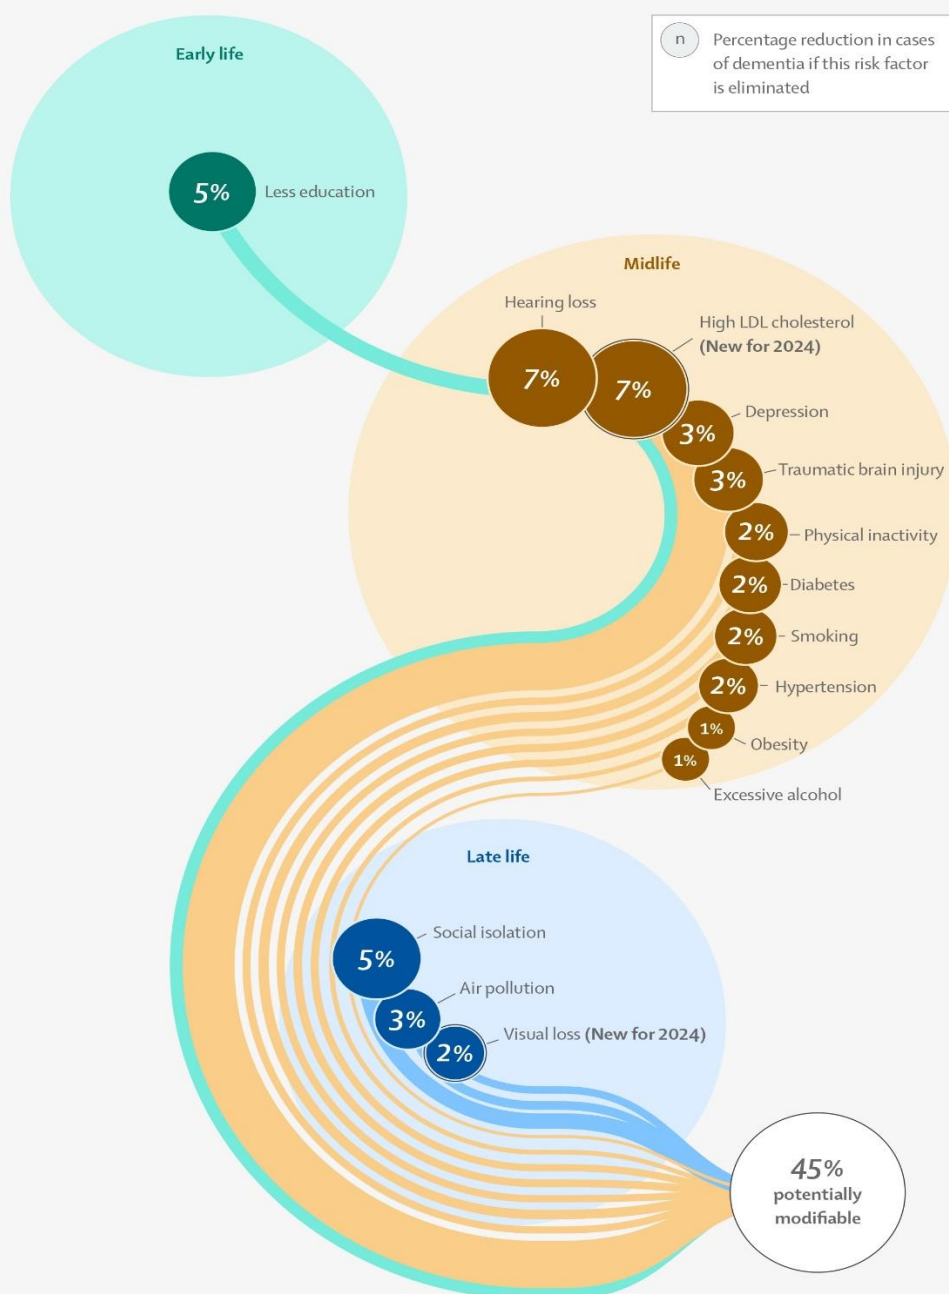 n
Percentage reduction in cases
of dementia if this risk factor
is eliminated
Early life
5%
Less education
Midlife
Hearing loss
7%
High LDL cholesterol
(New for 2024)
7%
Depression
3%
Traumatic brain injury
3%
Physical inactivity
2%
Diabetes
2%
Smoking
2%
Hypertension
2%
Obesity
1%
Excessive alcohol
1%
Late life
Social isolation
5%
Air pollution
3%
Visual loss (New for 2024)
2%
45%
potentially
modifiable